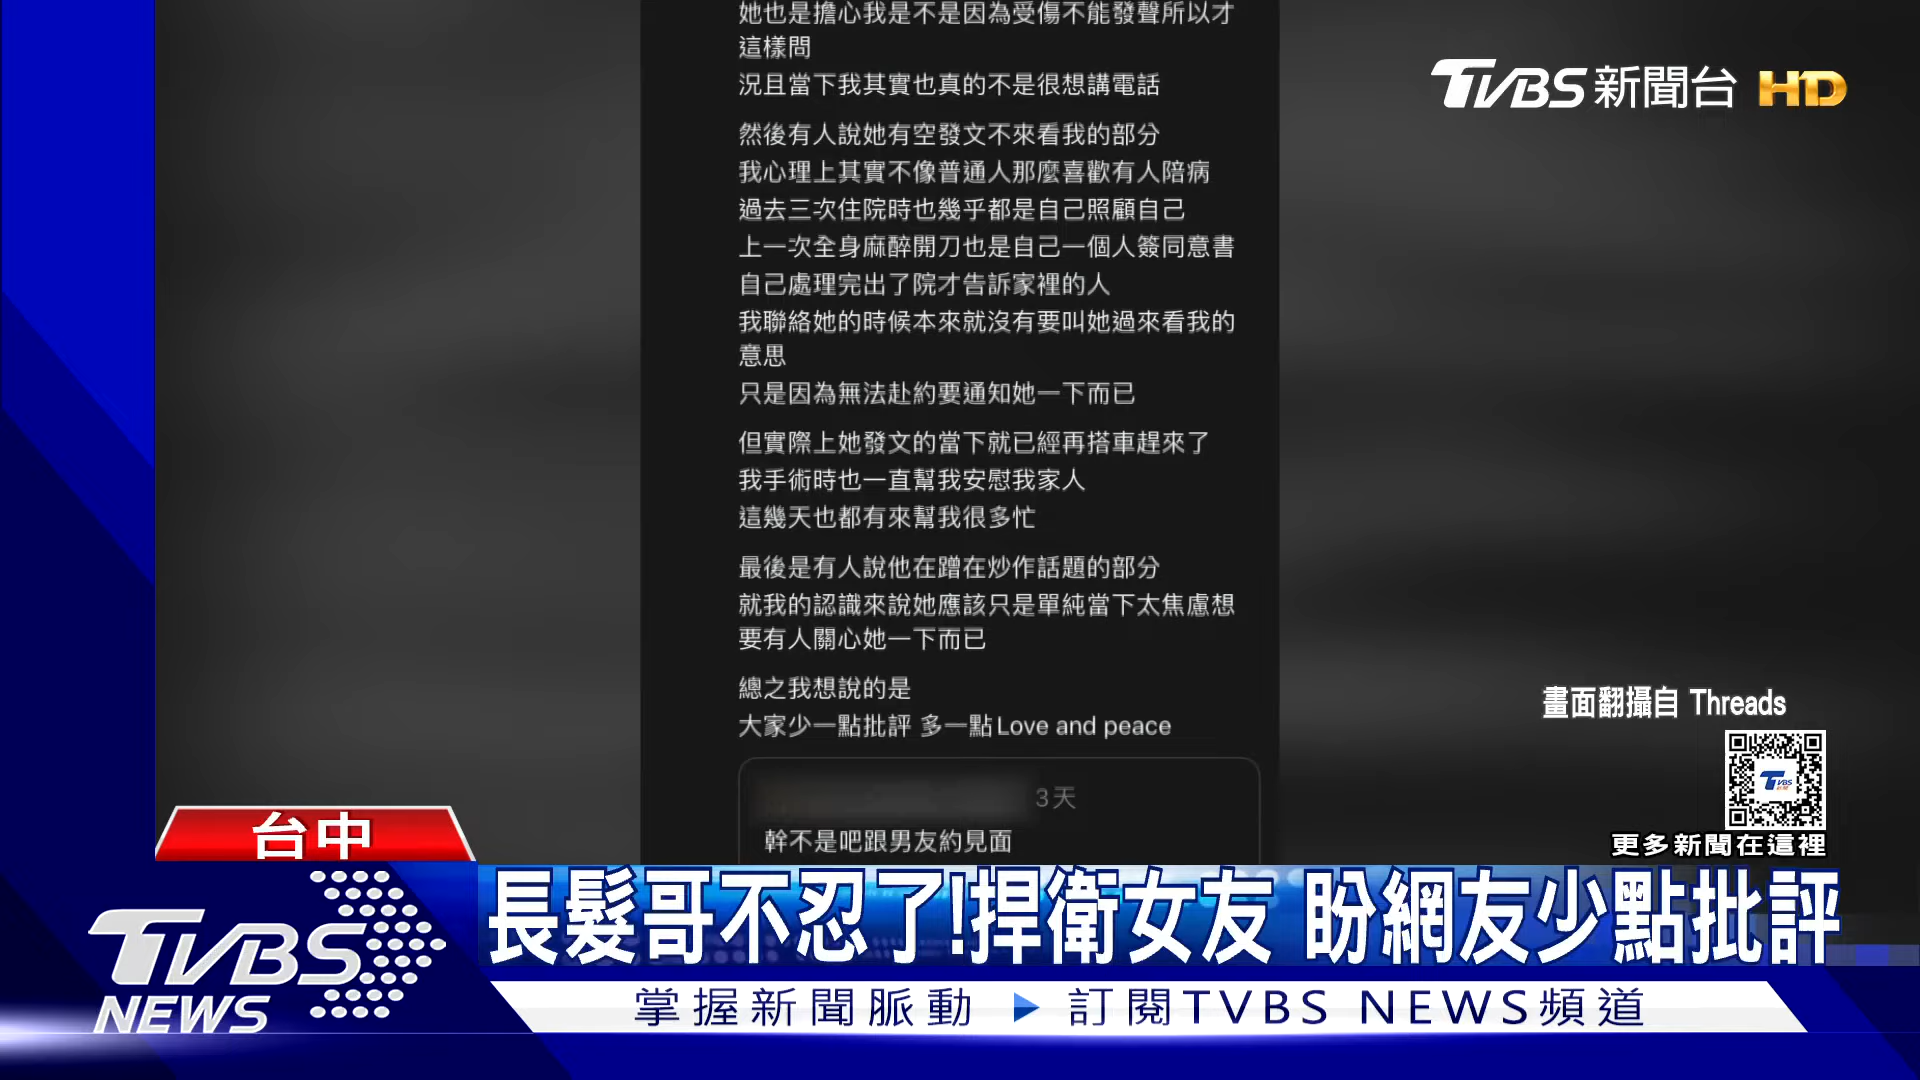 她也是擔心我是不是因為受傷不能發聲所以才
這樣問
況且當下我其實也真的不是很想講電話
然後有人說她有空發文不來看我的部分
我心理上其實不像普通人那麼喜歡有人陪病
過去三次住院時也幾乎都是自己照顧自己
上一次全身麻醉開刀也是自己一個人簽同意書
自己處理完出了院才告訴家裡的人
我聯絡她的時候本來就沒有要叫她過來看我的
意思
只是因為無法赴約要通知她一下而已
但實際上她發文的當下就已經再搭車趕來了
我手術時也一直幫我安慰我家人
這幾天也都有來幫我很多忙
最後是有人說他在蹭在炒作話題的部分
就我的認識來說她應該只是單純當下太焦慮想
要有人關心她一下而已
總之我想說的是
大家少一點批評 多一點Love and peace
3天
幹不是吧跟男友約見面
TVBS新聞台 HD
畫面翻攝自 Threads
TVBS
新聞
更多新聞在這裡
台中
長髮哥不忍了!捍衛女友 盼網友少點批評
TVBS
NEWS
掌握新聞脈動 ▶ 訂閱TVBS NEWS頻道